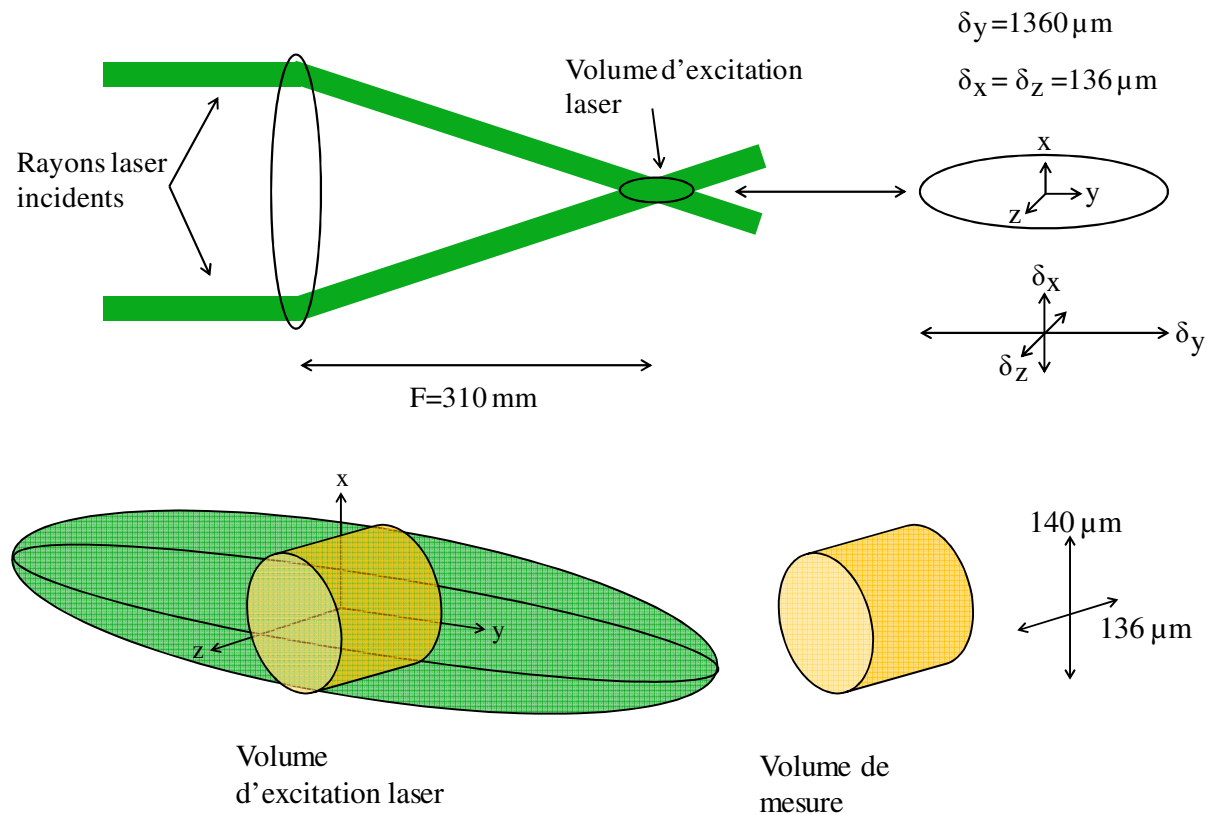 δy=1360 µm
δx = δz =136 µm
Volume d’excitation
laser
Rayons laser
incidents
x
y
z
δx
δy
δz
F=310 mm
x
y
z
140 µm
136 µm
Volume
d’excitation laser
Volume de
mesure